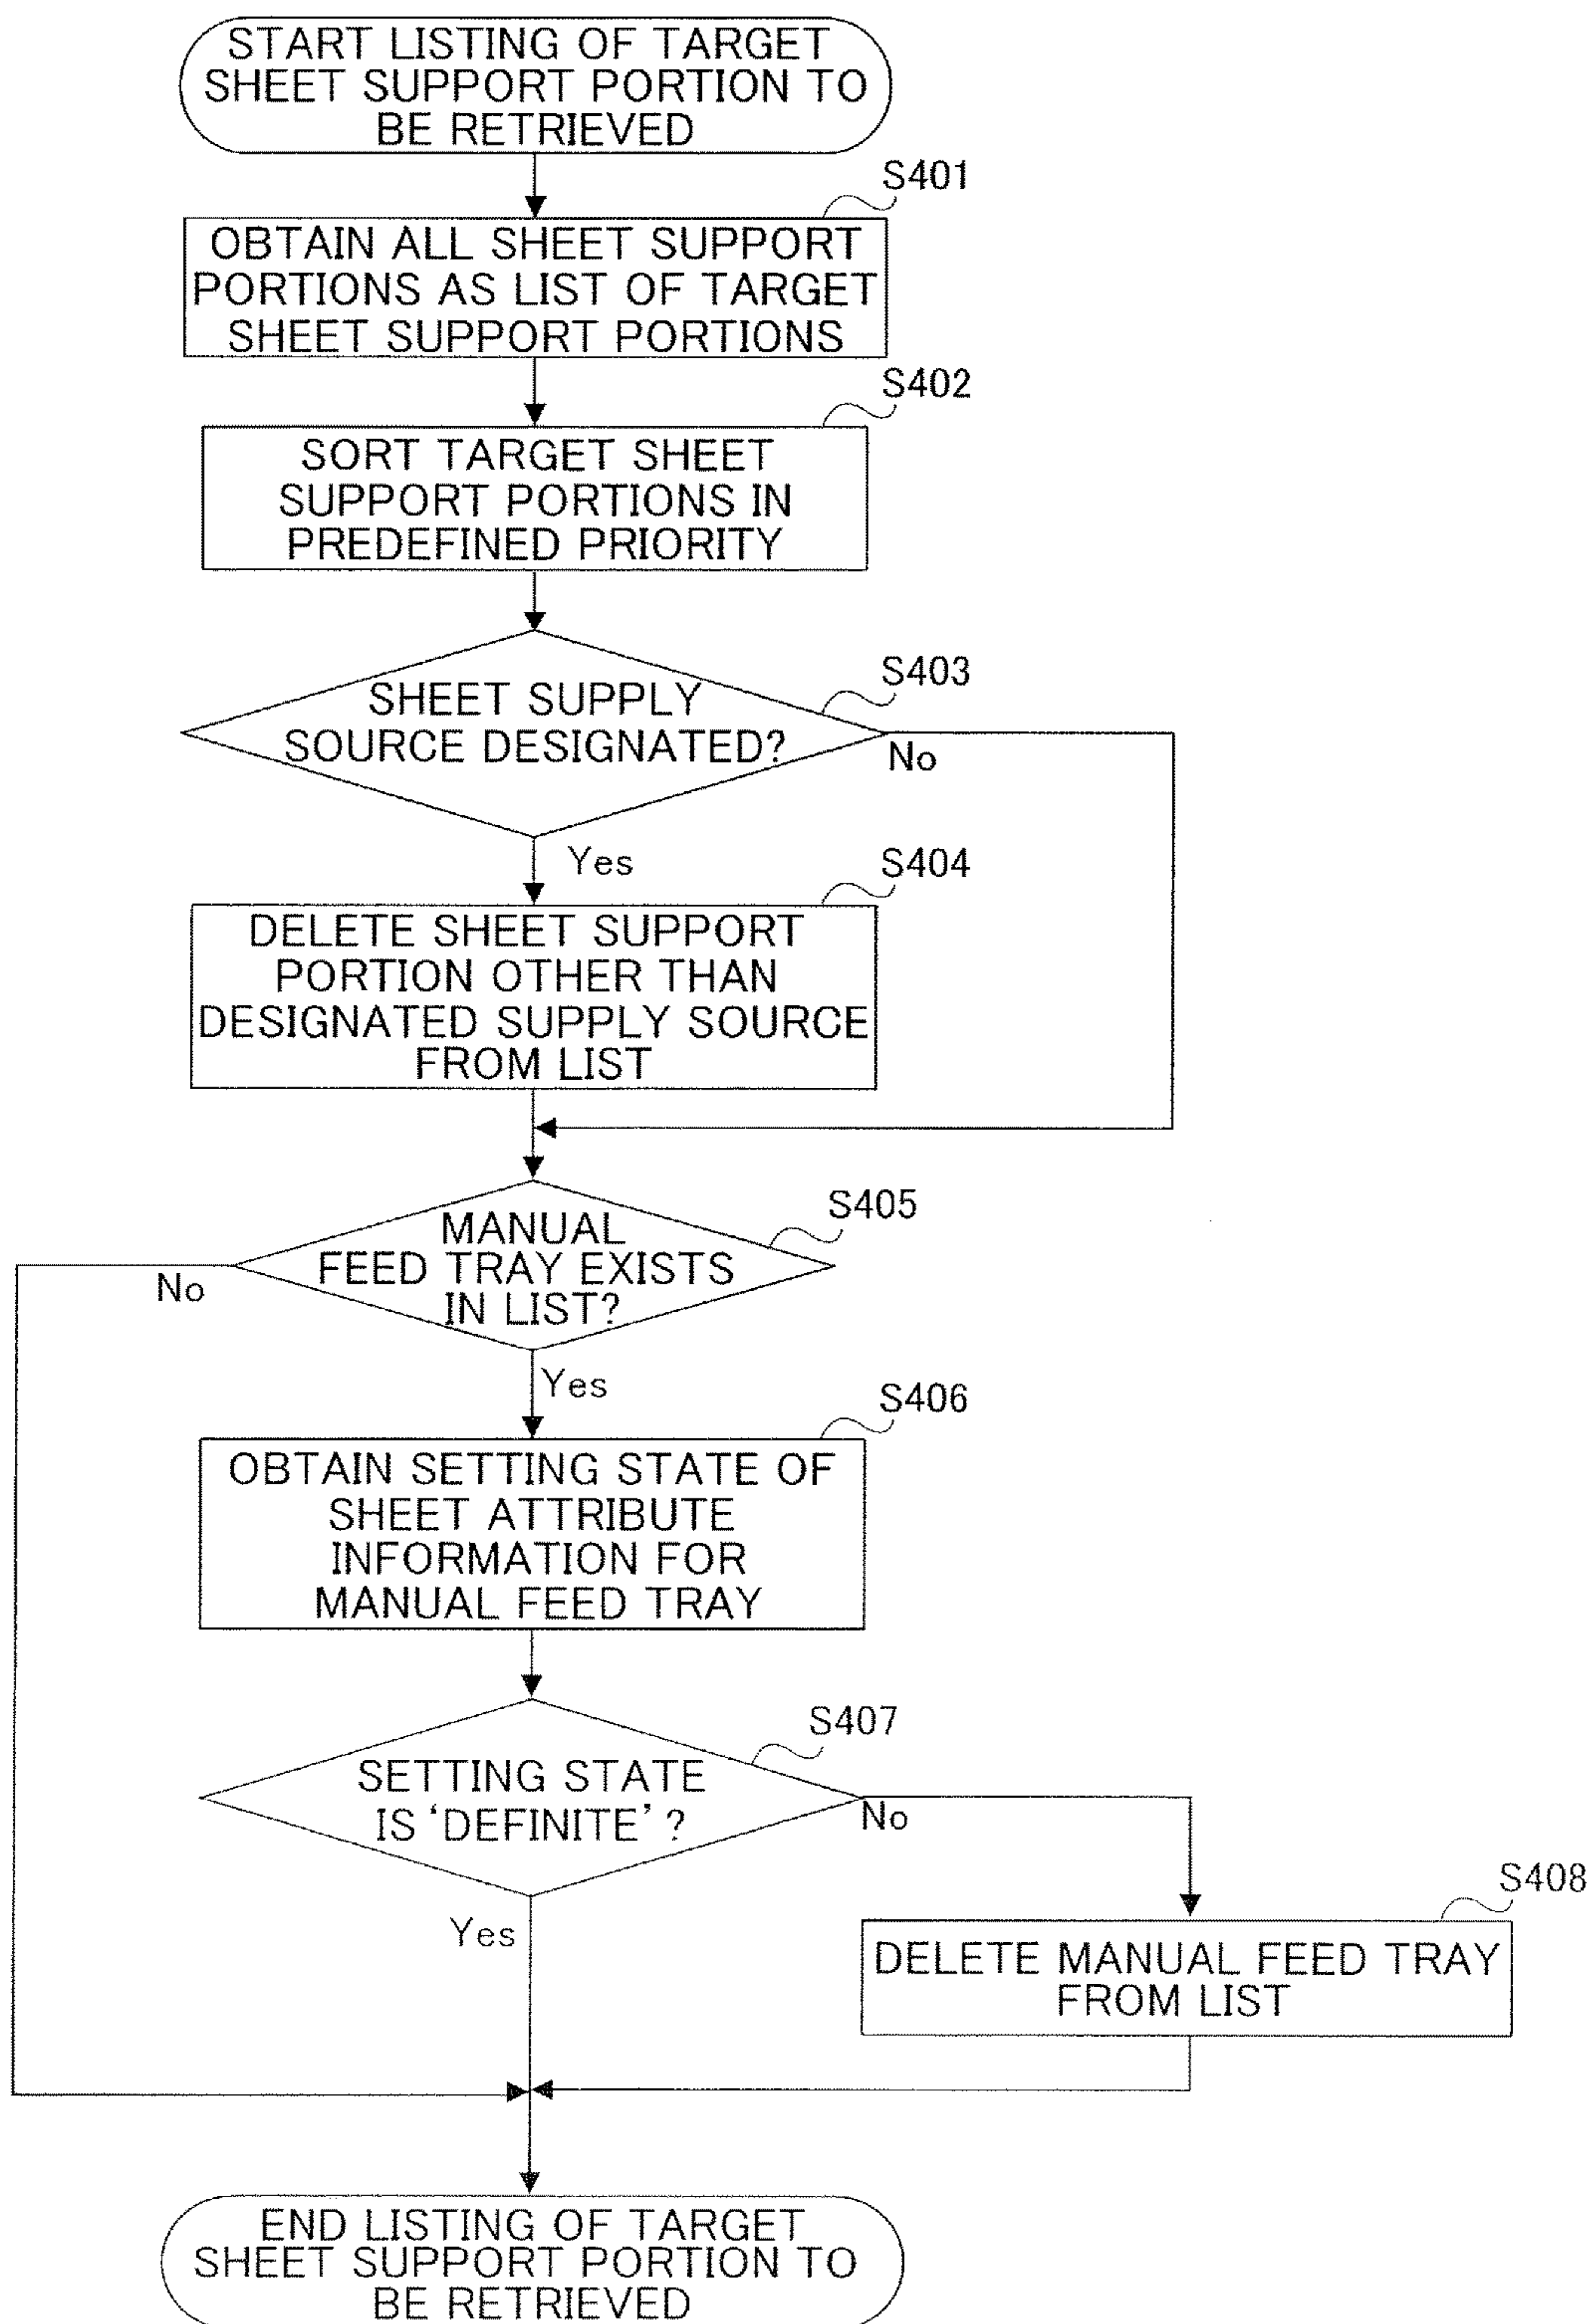 START LISTING OF TARGET
SHEET SUPPORT PORTION TO
BE RETRIEVED
S401
OBTAIN ALL SHEET SUPPORT
PORTIONS AS LIST OF TARGET
SHEET SUPPORT PORTIONS
S402
SORT TARGET SHEET
SUPPORT PORTIONS IN
PREDEFINED PRIORITY
S403
SHEET SUPPLY
SOURCE DESIGNATED?
No
Yes
S404
DELETE SHEET SUPPORT
PORTION OTHER THAN
DESIGNATED SUPPLY SOURCE
FROM LIST
S405
MANUAL
FEED TRAY EXISTS
IN LIST?
No
Yes
S406
OBTAIN SETTING STATE OF
SHEET ATTRIBUTE
INFORMATION FOR
MANUAL FEED TRAY
S407
SETTING STATE
IS ‘DEFINITE’ ?
No
Yes
S408
DELETE MANUAL FEED TRAY
FROM LIST
END LISTING OF TARGET
SHEET SUPPORT PORTION TO
BE RETRIEVED